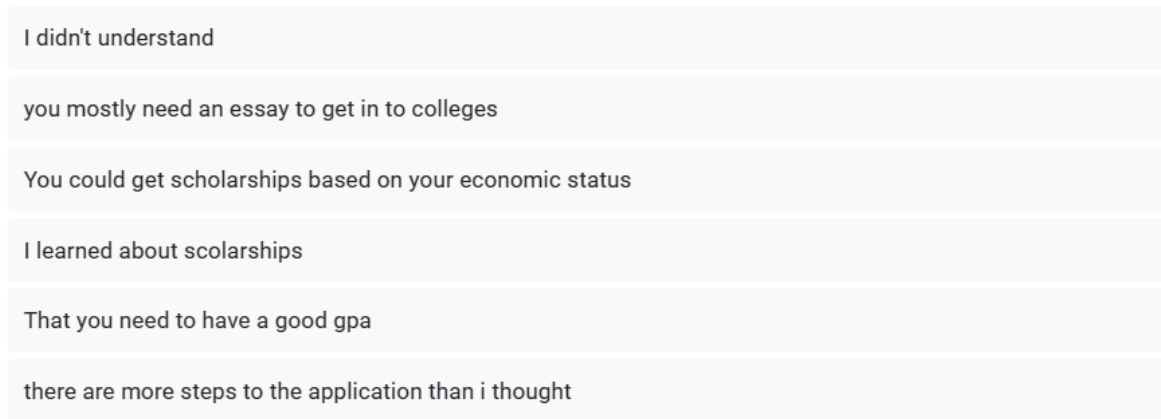 I didn't understand
you mostly need an essay to get in to colleges
You could get scholarships based on your economic status
I learned about scolarships
That you need to have a good gpa
there are more steps to the application than i thought